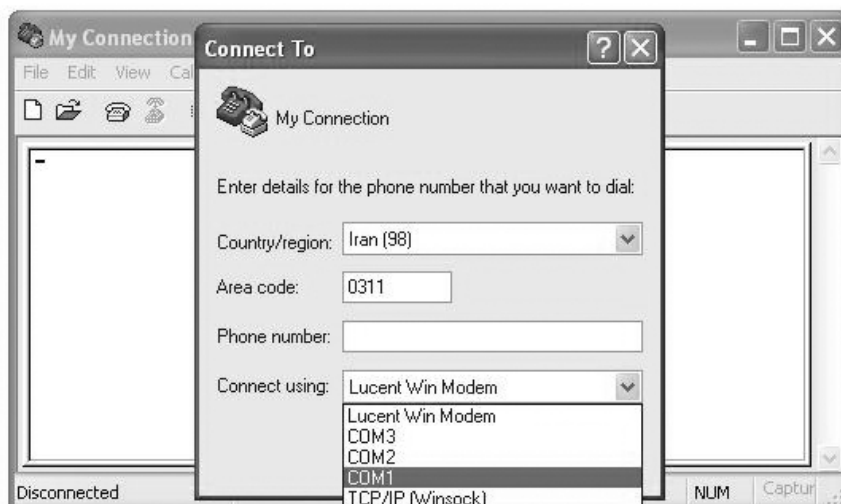 My Connection
Connect To
File Edit View Cal
My Connection
Enter details for the phone number that you want to dial:
Country/region: Iran (98)
Area code: 0311
Phone number:
Connect using: Lucent Win Modem
Lucent Win Modem
COM3
COM2
COM1
TCP/IP (Winsock)
Disconnected NUM Captur